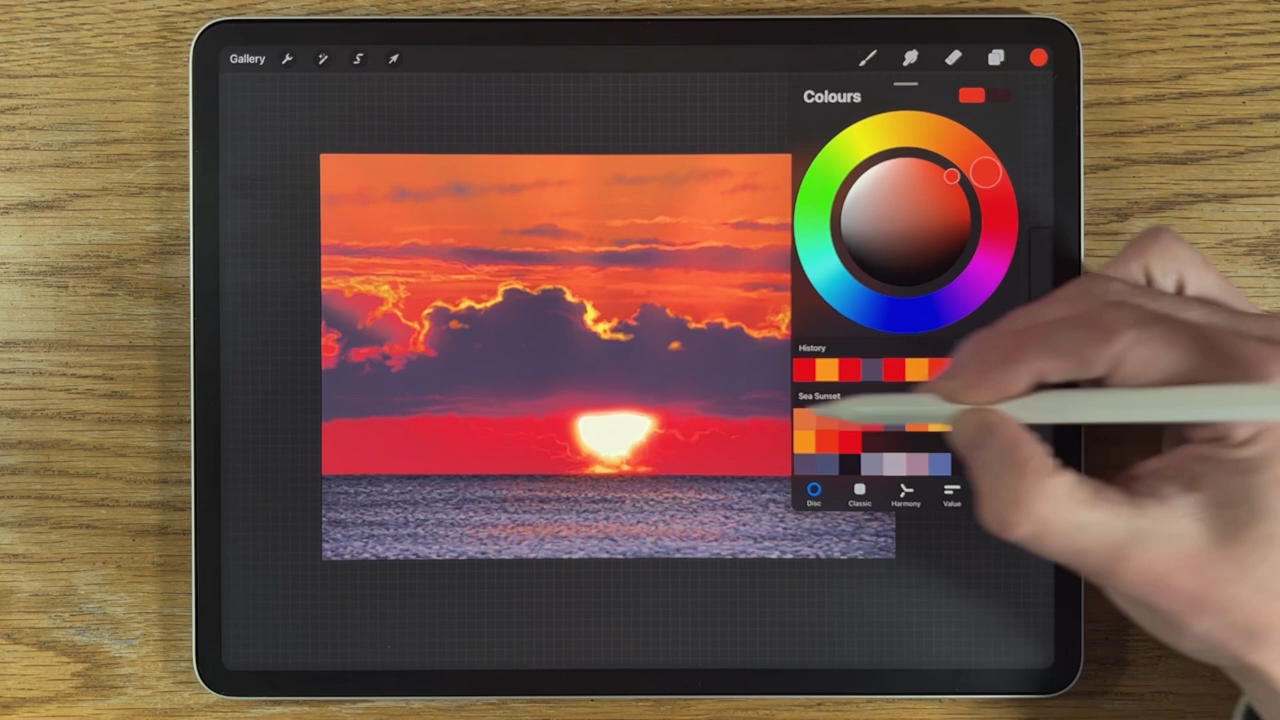 Gallery
Colours
History
Sea Sunset
Disc
Classic
Harmony
Value